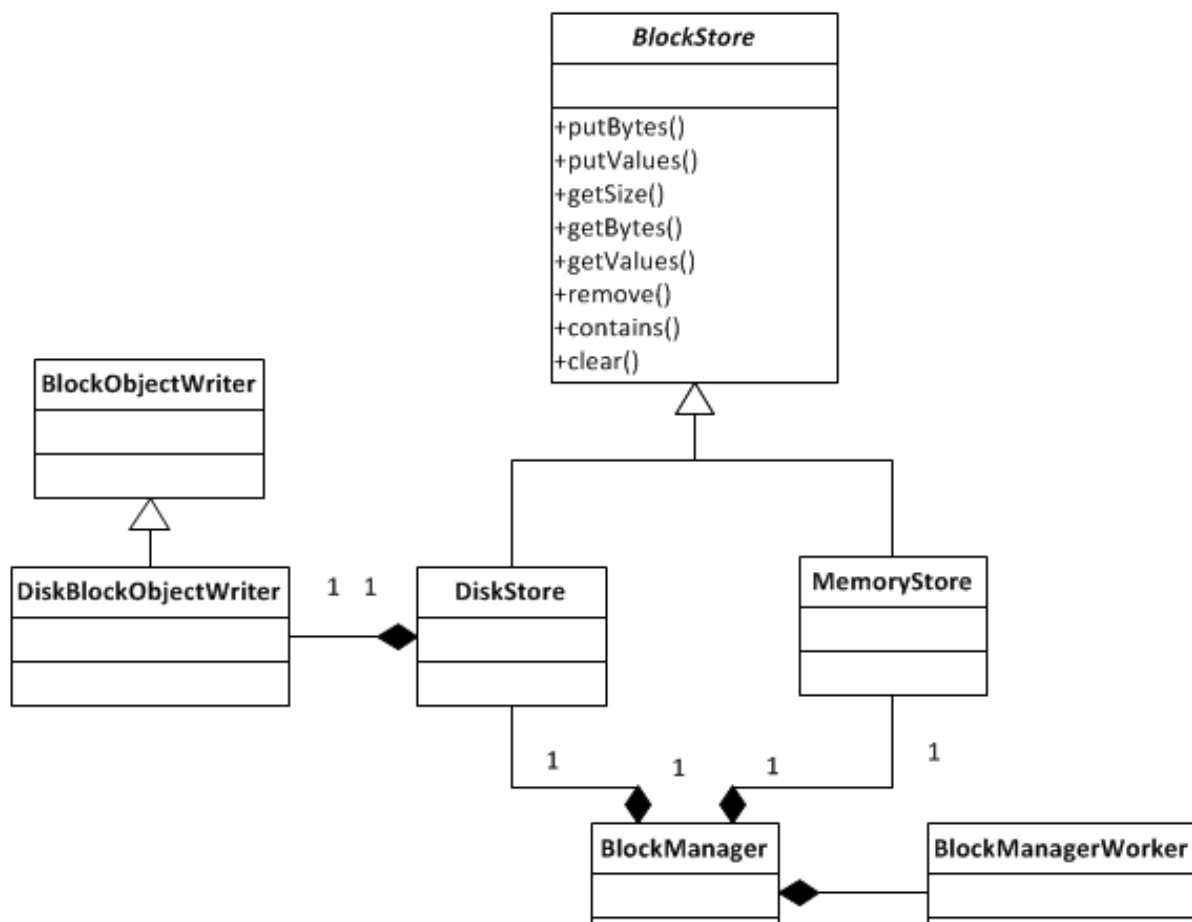 BlockStore
+putBytes()
+putValues()
+getSize()
+getBytes()
+getValues()
+remove()
+contains()
+clear()
BlockObjectWriter
DiskBlockObjectWriter
1 1
DiskStore
MemoryStore
1
1
1
1
BlockManager
BlockManagerWorker